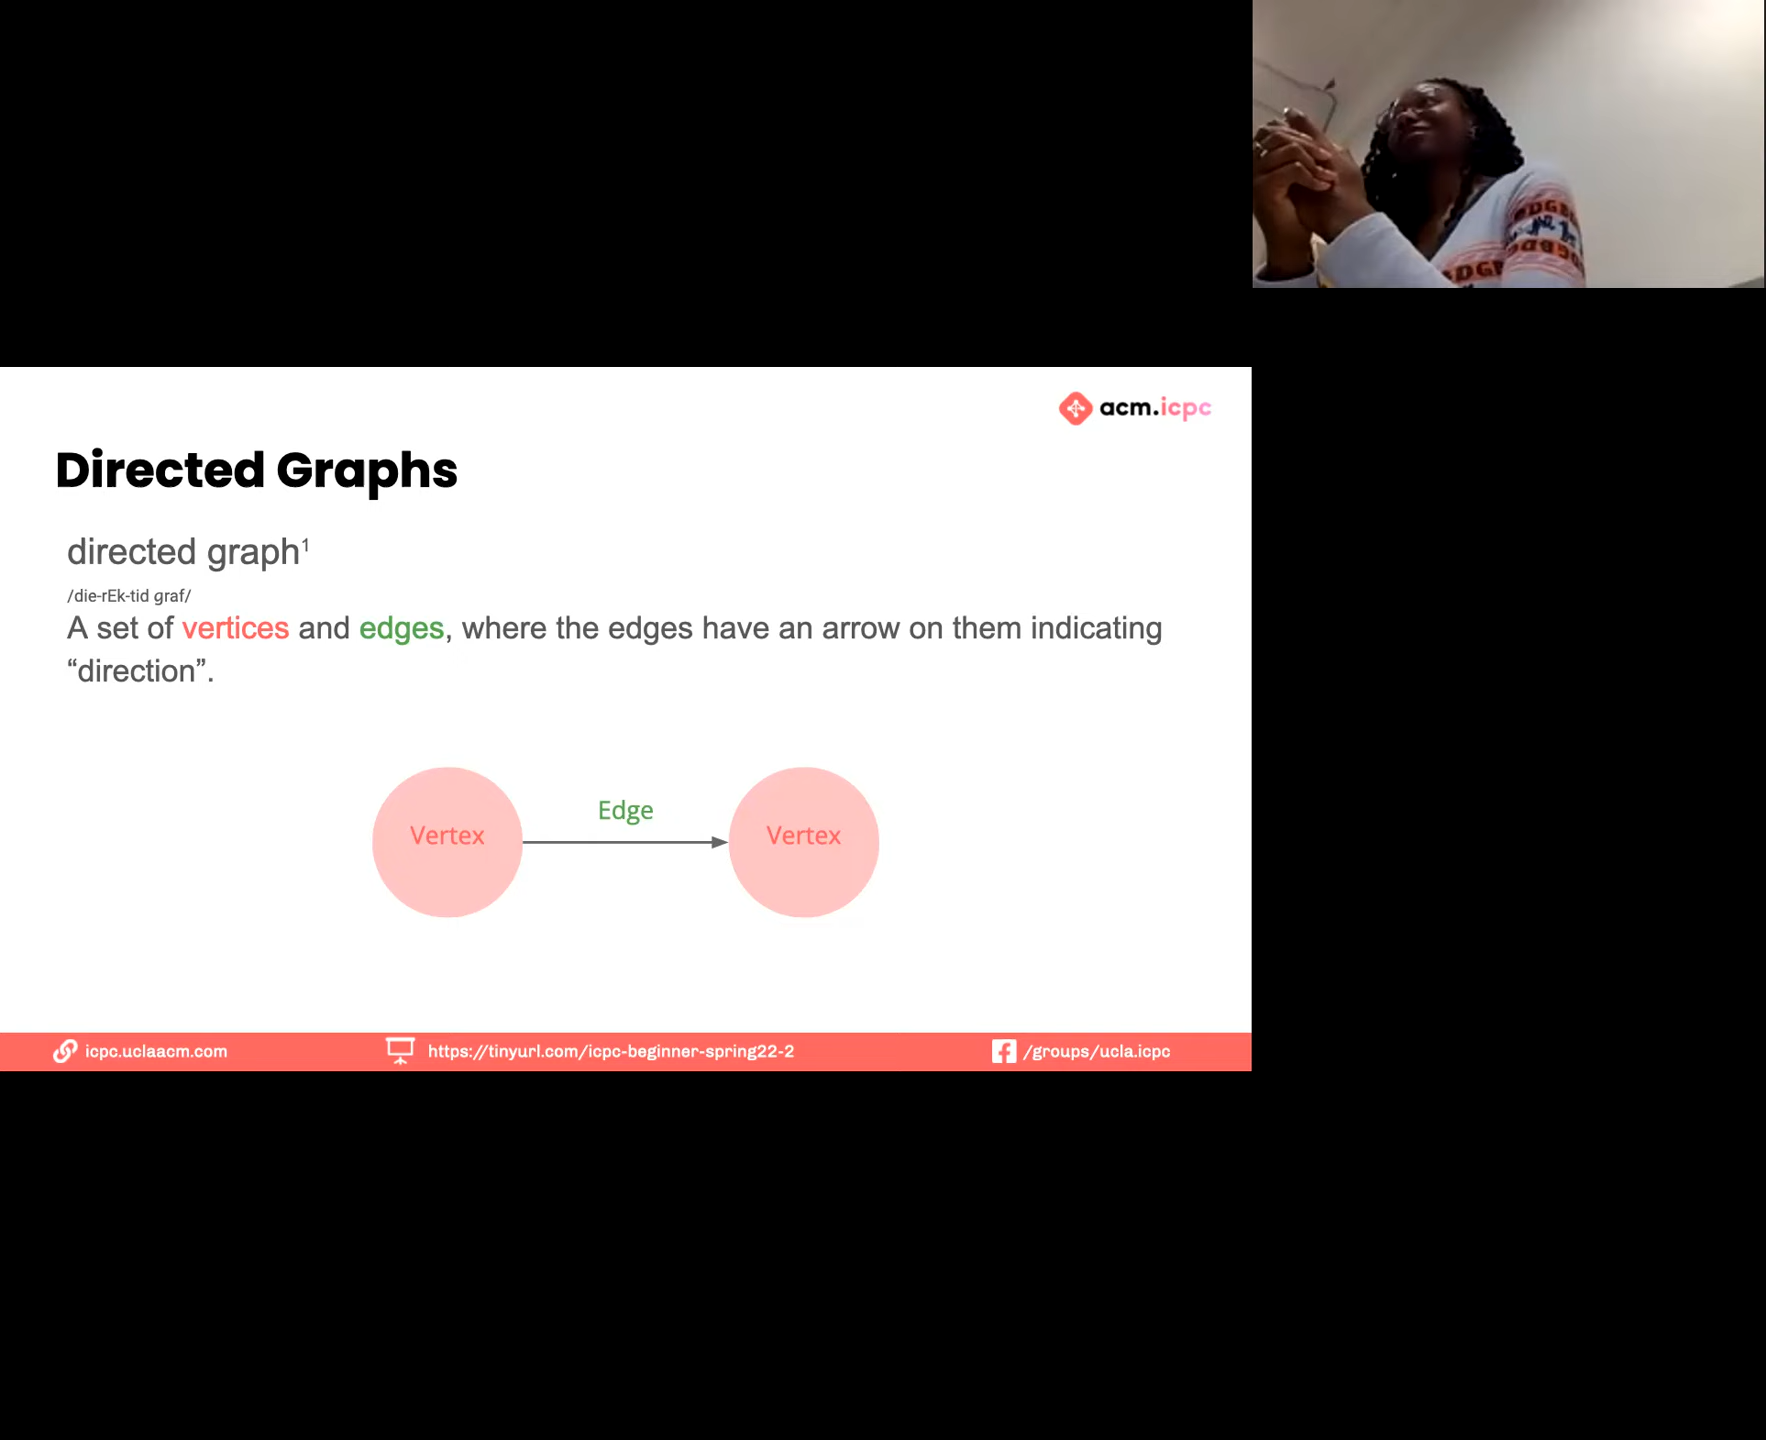 acm.icpc
Directed Graphs
directed graph¹
/die-rEk-tid graf/
A set of vertices and edges, where the edges have an arrow on them indicating
“direction”.
Edge
Vertex
Vertex
icpc.uclaacm.com
https://tinyurl.com/icpc-beginner-spring22-2
/groups/ucla.icpc